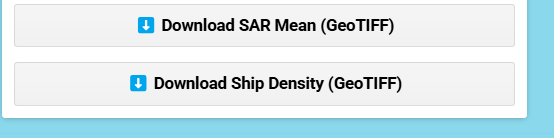 Download SAR Mean (GeoTIFF)
Download Ship Density (GeoTIFF)